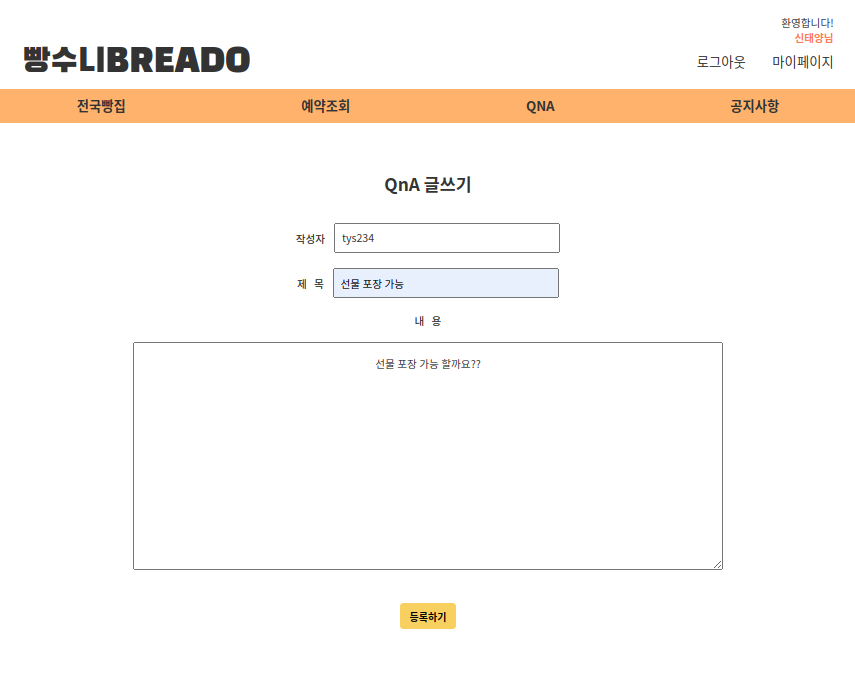 환영합니다!
신태양님
빵수LIBREADO
로그아웃 마이페이지
전국빵집 예약조회 QNA 공지사항
QnA 글쓰기
작성자 tys234
제 목 선물 포장 가능
내 용
선물 포장 가능 할까요??
등록하기